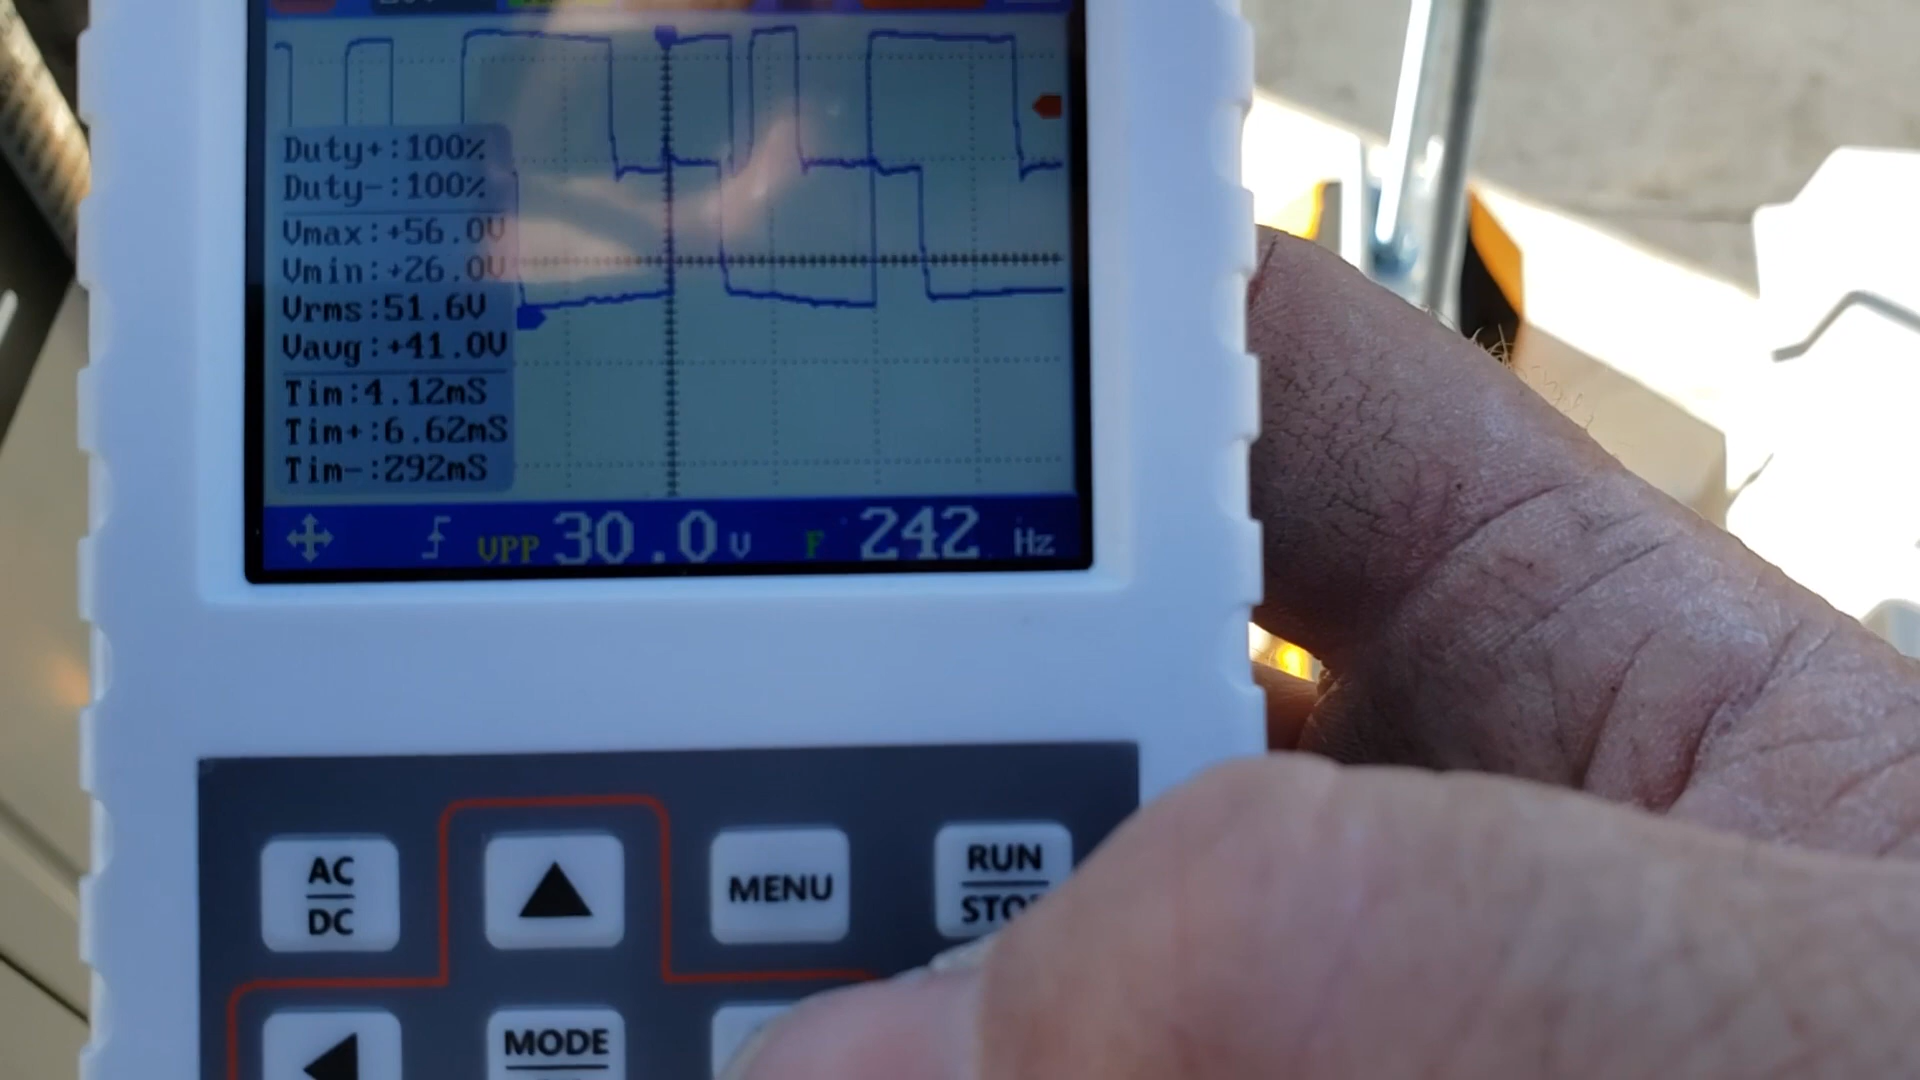 Duty+:100%
Duty-:100%
Vmax:+56.0V
Vmin:+26.0V
Vrms:51.6V
Vavg:+41.0V
Tim:4.12mS
Tim+:6.62mS
Tim-:292mS
VPP 30.0V F 242 Hz
AC
DC
MENU
RUN
STOP
MODE